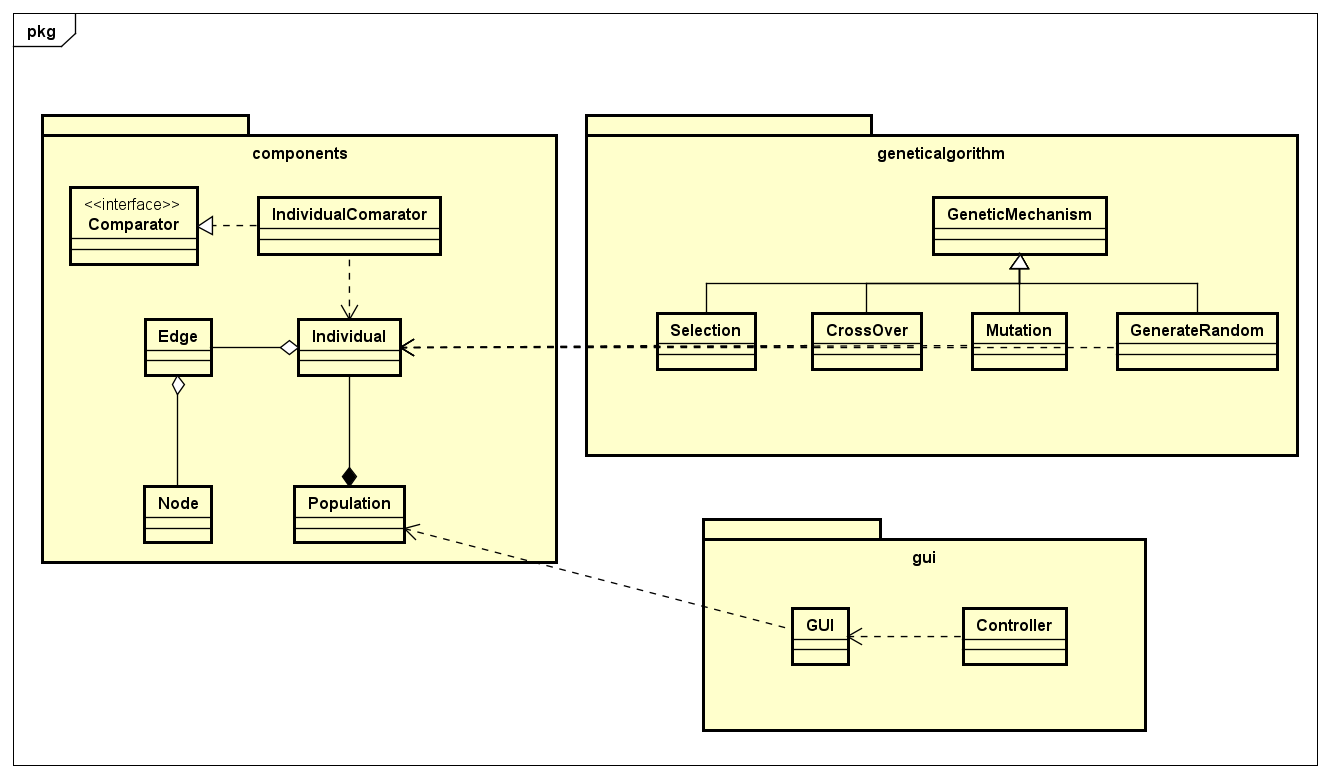 pkg
components
<<interface>>
Comparator
IndividualComarator
Edge
Individual
Node
Population
geneticalgorithm
GeneticMechanism
Selection
CrossOver
Mutation
GenerateRandom
gui
GUI
Controller